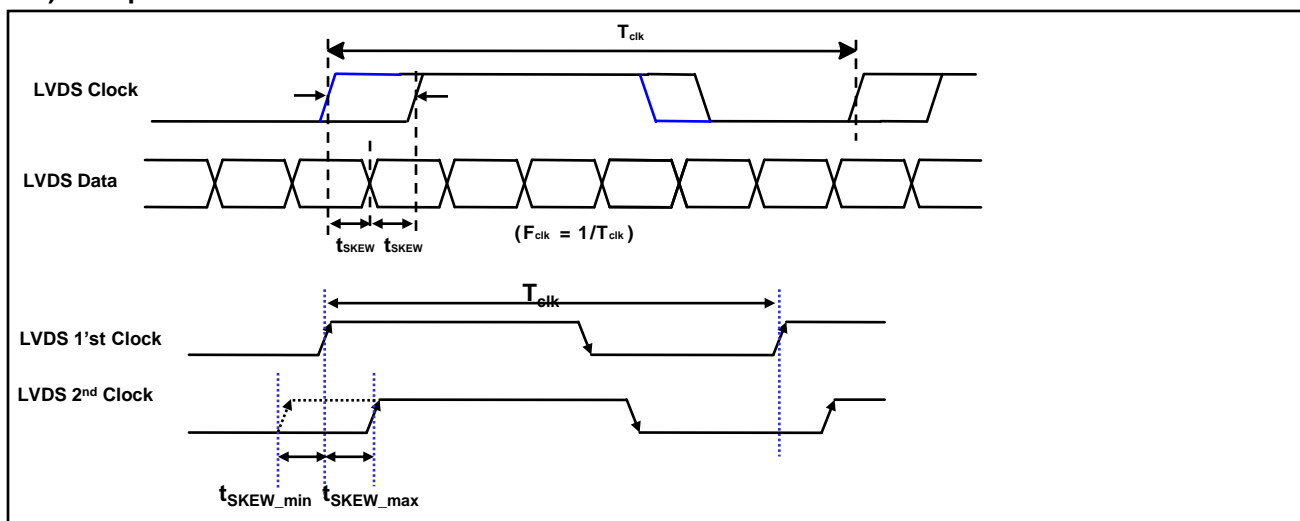 Tclk
LVDS Clock
LVDS Data
tSKEW tSKEW
(Fclk = 1/Tclk)
Tclk
LVDS 1'st Clock
LVDS 2nd Clock
tSKEW_min tSKEW_max